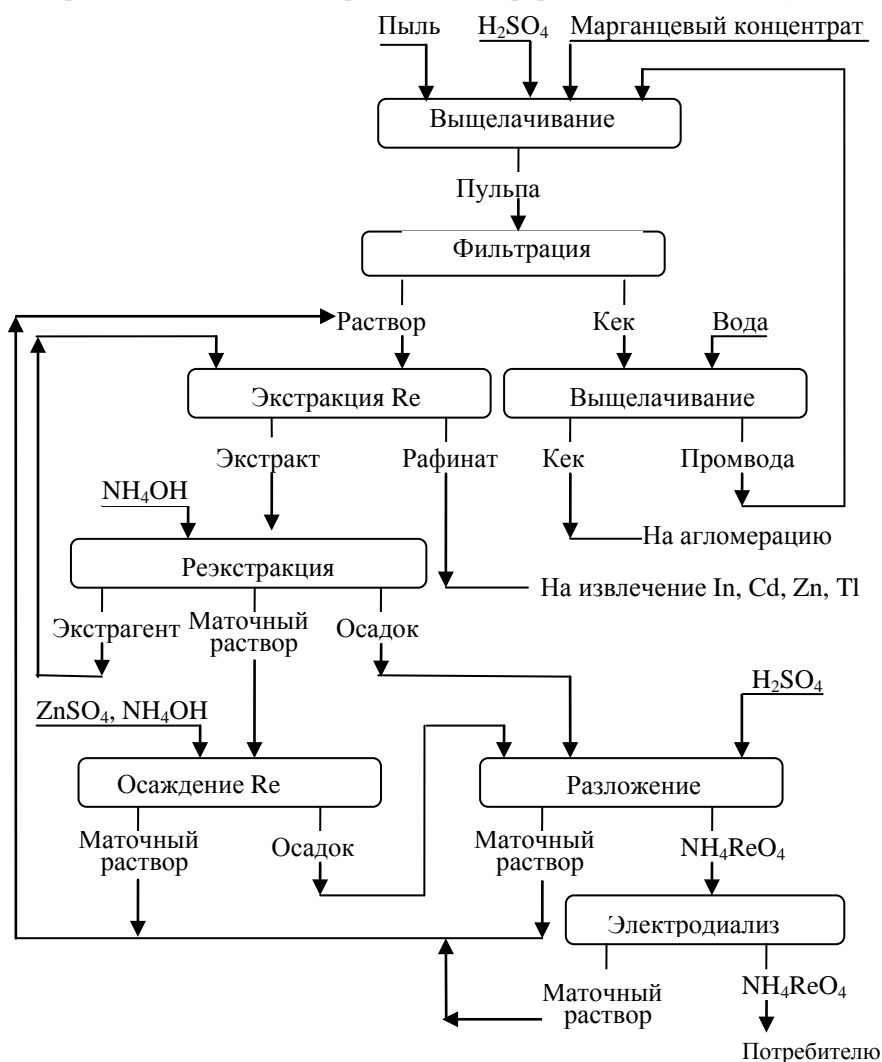 Пыль
H₂SO₄
Марганцевый концентрат
Выщелачивание
Пульпа
Фильтрация
Раствор
Кек
Вода
Экстракция Re
Выщелачивание
Экстракт
Рафинат
Кек
Промвода
NH₄OH
На агломерацию
Реэкстракция
На извлечение In, Cd, Zn, Tl
Экстрагент
Маточный
раствор
Осадок
H₂SO₄
ZnSO₄, NH₄OH
Осаждение Re
Разложение
Маточный
раствор
Осадок
Маточный
раствор
NH₄ReO₄
Электродиализ
Маточный
раствор
NH₄ReO₄
Потребителю